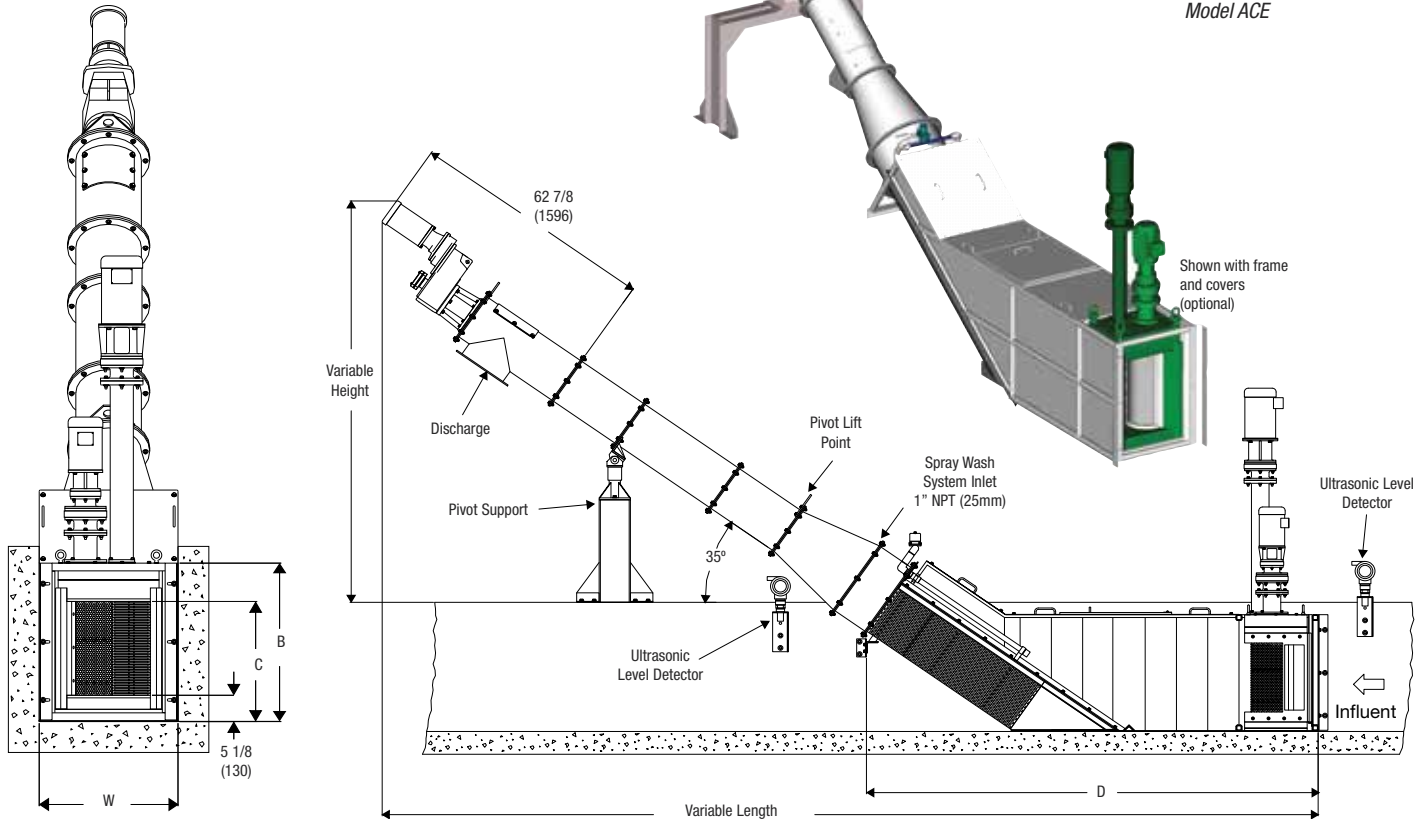 Model ACE
62 7/8
(1596)
Shown with frame
and covers
(optional)
Variable
Height
Discharge
Pivot Lift
Point
Spray Wash
System Inlet
1” NPT (25mm)
Ultrasonic Level
Detector
Pivot Support
35º
Ultrasonic
Level Detector
Influent
B
C
5 1/8
(130)
W
D
Variable Length